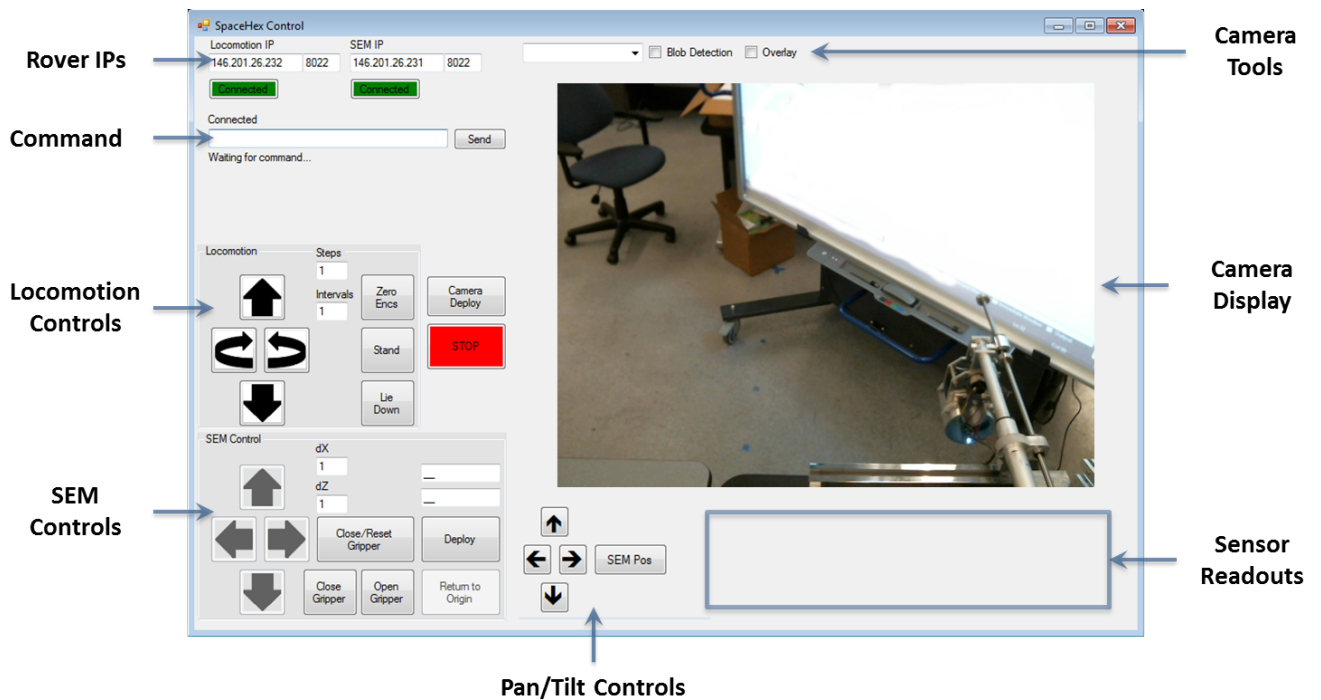 SpaceHex Control
Rover IPs
Locomotion IP
SEM IP
146.201.26.232
8022
146.201.26.231
8022
Connected
Connected
Blob Detection
Overlay
Camera
Tools
Command
Connected
Send
Waiting for command...
Locomotion
Controls
Locomotion
Steps
1
Intervals
1
Zero
Encs
Camera
Deploy
Stand
STOP
Lie
Down
Camera
Display
SEM
Controls
SEM Control
dX
1
dZ
1
Close/Reset
Gripper
Deploy
Close
Gripper
Open
Gripper
Return to
Origin
SEM Pos
Sensor
Readouts
Pan/Tilt Controls